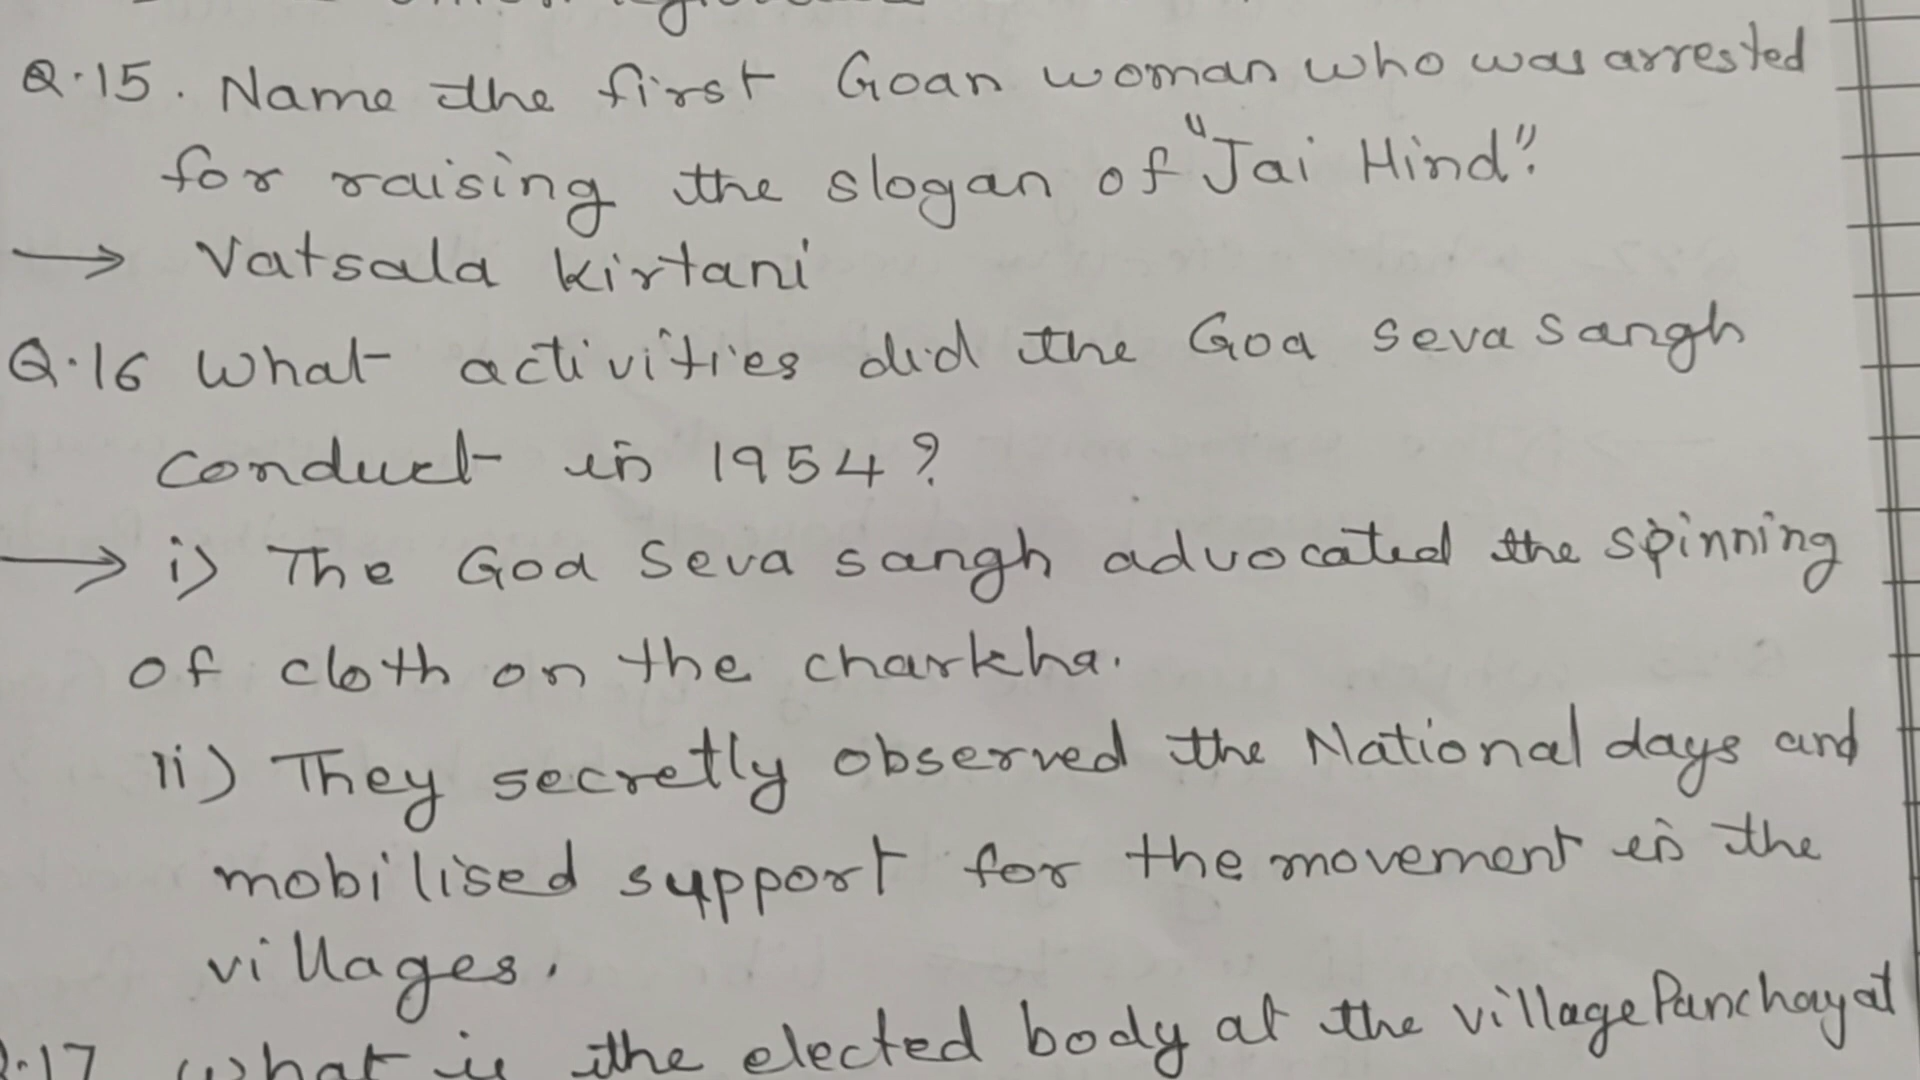 Q.15. Name the first Goan woman who was arrested
for raising the slogan of "Jai Hind"?
→ Vatsala kirtani
Q.16 What activities did the Goa seva sangh
conduct in 1954?
→ i) The Goa Seva sangh advocated the spinning
of cloth on the charkha.
ii) They secretly observed the National days and
mobilised support for the movement in the
villages.
Q.17 What is the elected body at the village Panchayat